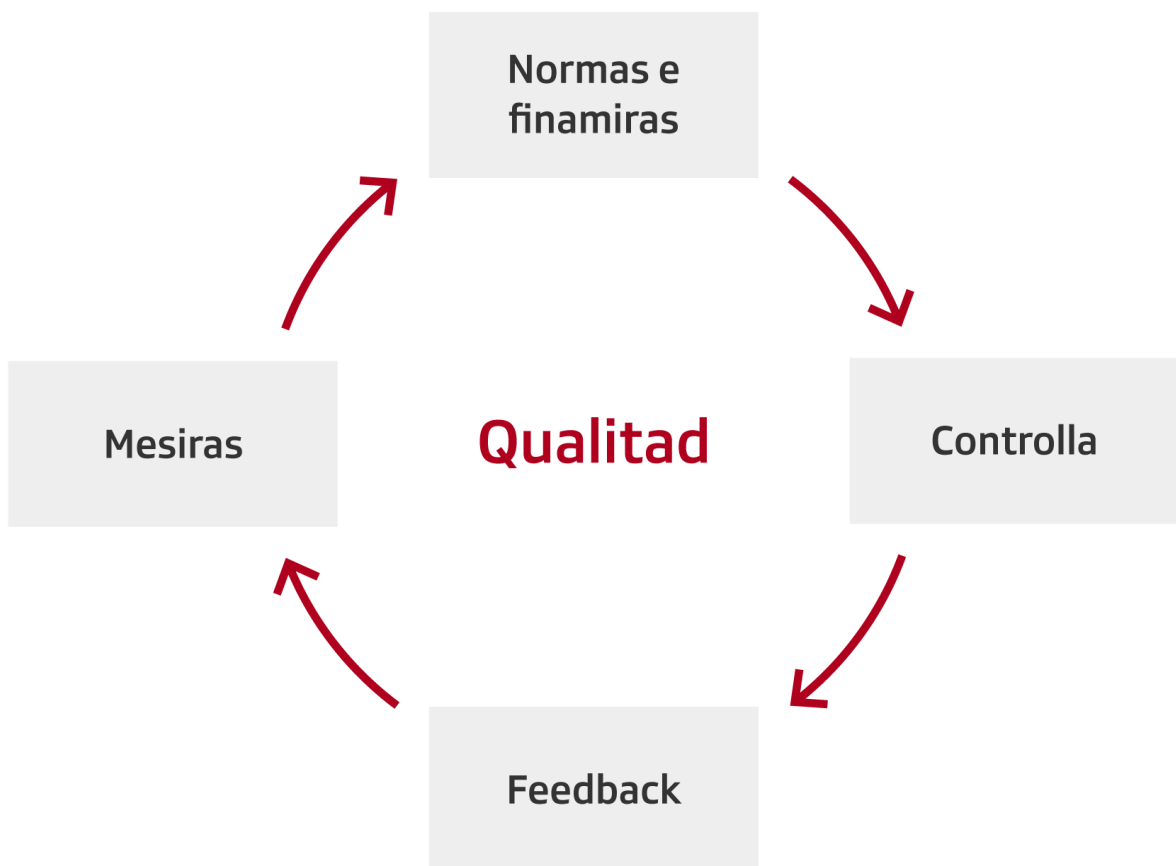 Normas e
finamiras
Mesiras
Qualitad
Controlla
Feedback